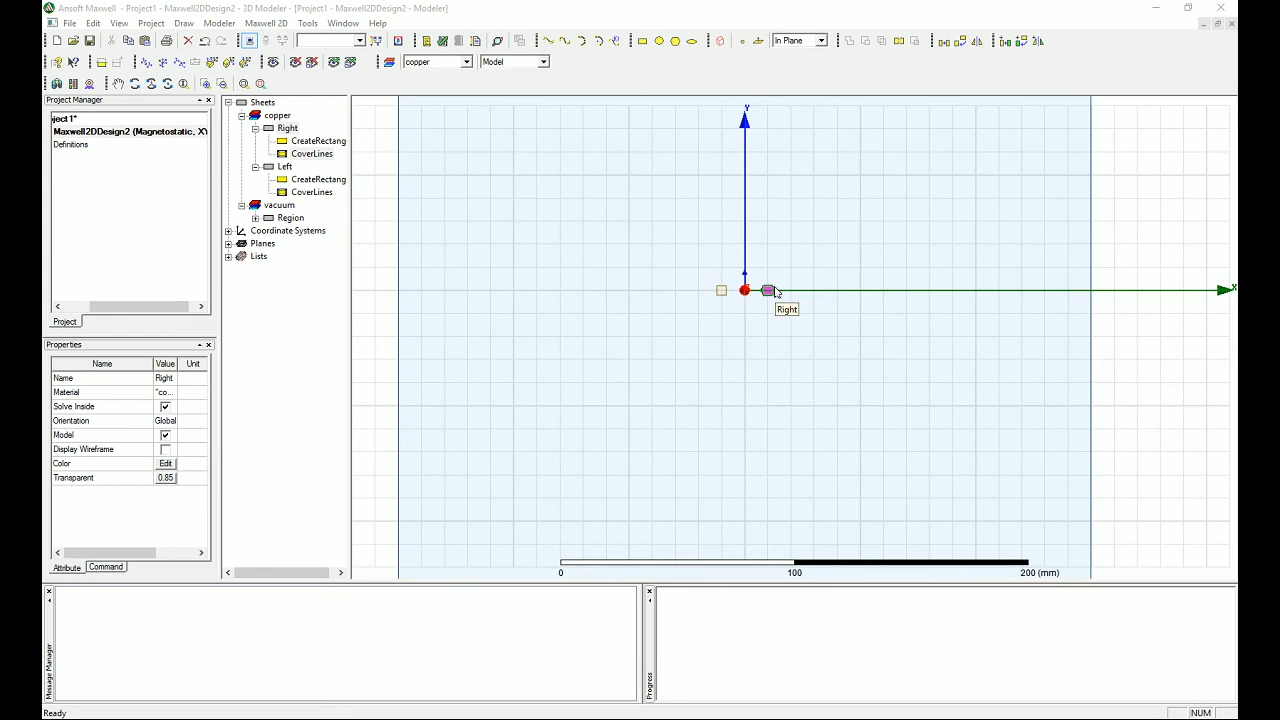 Ansoft Maxwell - Project1 - Maxwell2DDesign2 - 3D Modeler - [Project1 - Maxwell2DDesign2 - Modeler]
File Edit View Project Draw Modeler Maxwell 2D Tools Window Help
In Plane
copper Model
Project Manager
ject1*
Maxwell2DDesign2 (Magnetostatic, XY
Definitions
Project
Sheets
copper
Right
CreateRectang
CoverLines
Left
CreateRectang
CoverLines
vacuum
Region
Coordinate Systems
Planes
Lists
Properties
Name Value Unit
Name Right
Material "co...
Solve Inside
Orientation Global
Model
Display Wireframe
Color Edit
Transparent 0.85
Attribute Command
Y
X
Right
0 100 200 (mm)
Message Manager
Progress
Ready NUM